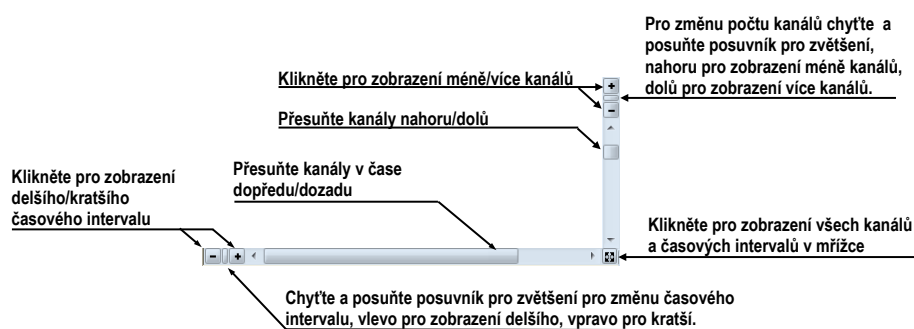 Pro změnu počtu kanálů chyťte a
posuňte posuvník pro zvětšení,
nahoru pro zobrazení méně kanálů,
dolů pro zobrazení více kanálů.
Klikněte pro zobrazení méně/více kanálů
Přesuňte kanály nahoru/dolů
Klikněte pro zobrazení
delšího/kratšího
časového intervalu
Přesuňte kanály v čase
dopředu/dozadu
Klikněte pro zobrazení všech kanálů
a časových intervalů v mřížce
Chyťte a posuňte posuvník pro zvětšení pro změnu časového
intervalu, vlevo pro zobrazení delšího, vpravo pro kratší.